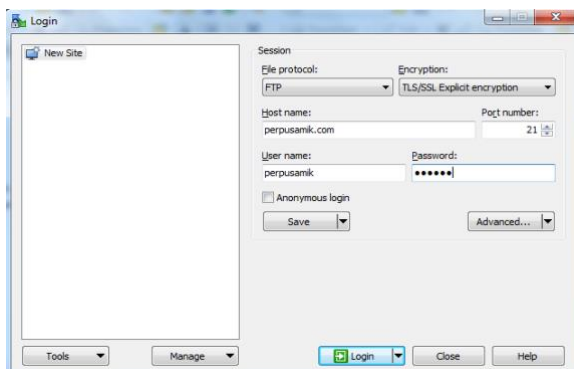 Login
New Site
Session
File protocol:
Encryption:
FTP
TLS/SSL Explicit encryption
Host name:
Port number:
perpusamik.com
21
User name:
Password:
perpusamik
••••••
Anonymous login
Save
Advanced...
Tools
Manage
Login
Close
Help